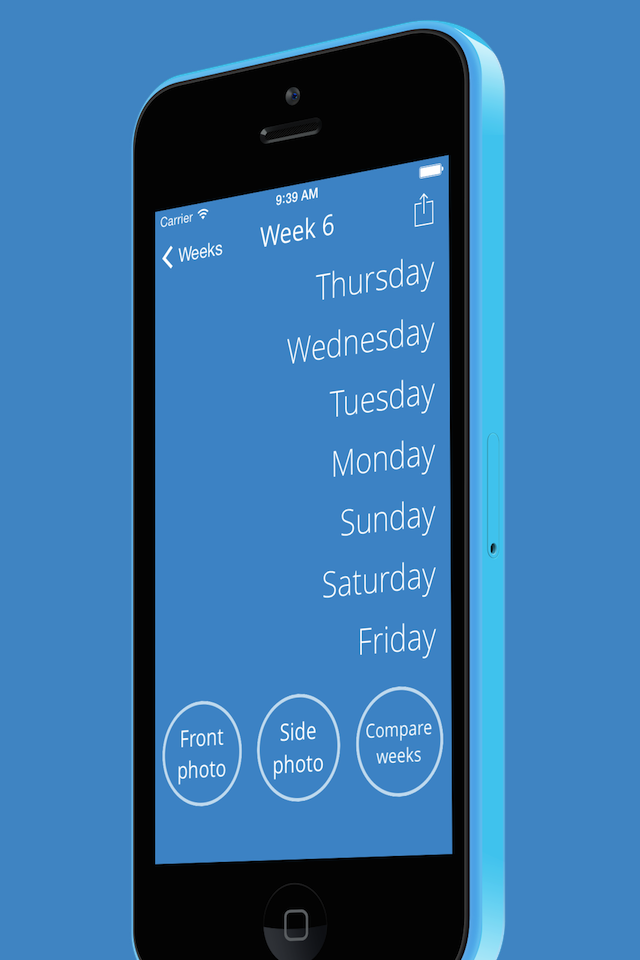 Carrier 9:39 AM
Weeks Week 6
Thursday
Wednesday
Tuesday
Monday
Sunday
Saturday
Friday
Front
photo
Side
photo
Compare
weeks